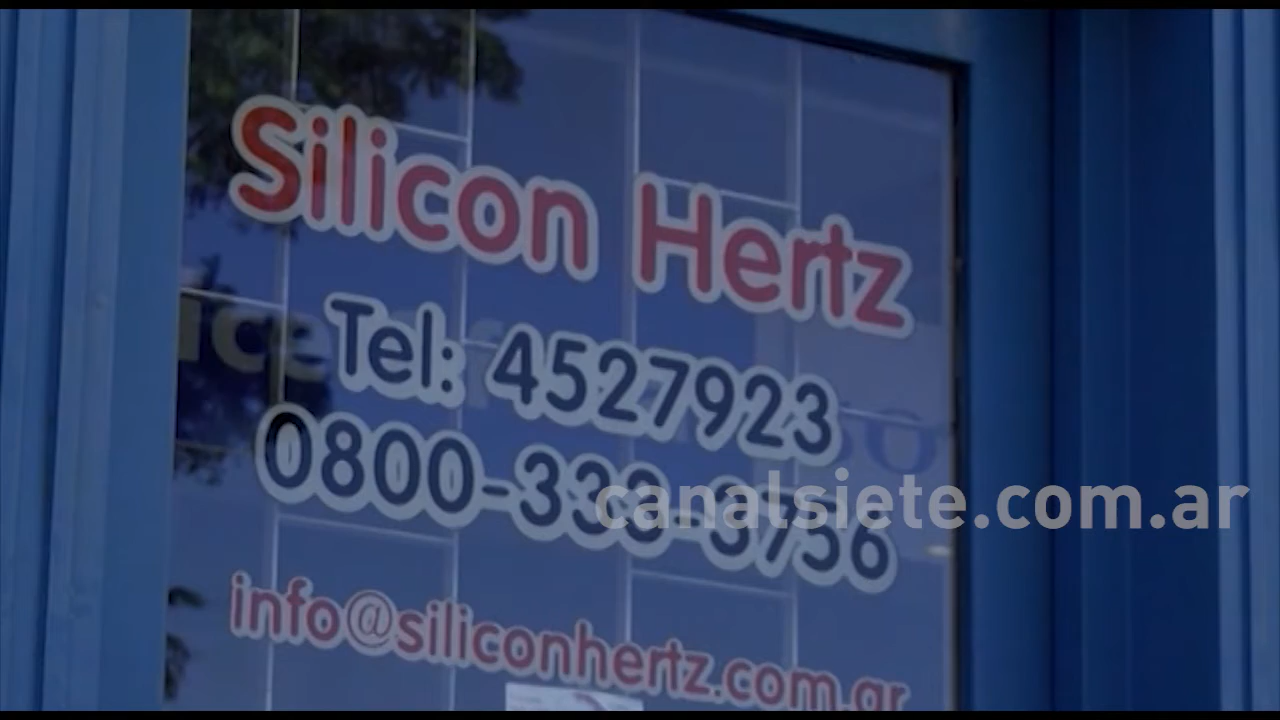 Silicon Hertz
Tel: 4527923
0800-333-3756
canalsiete.com.ar
info@siliconhertz.com.ar